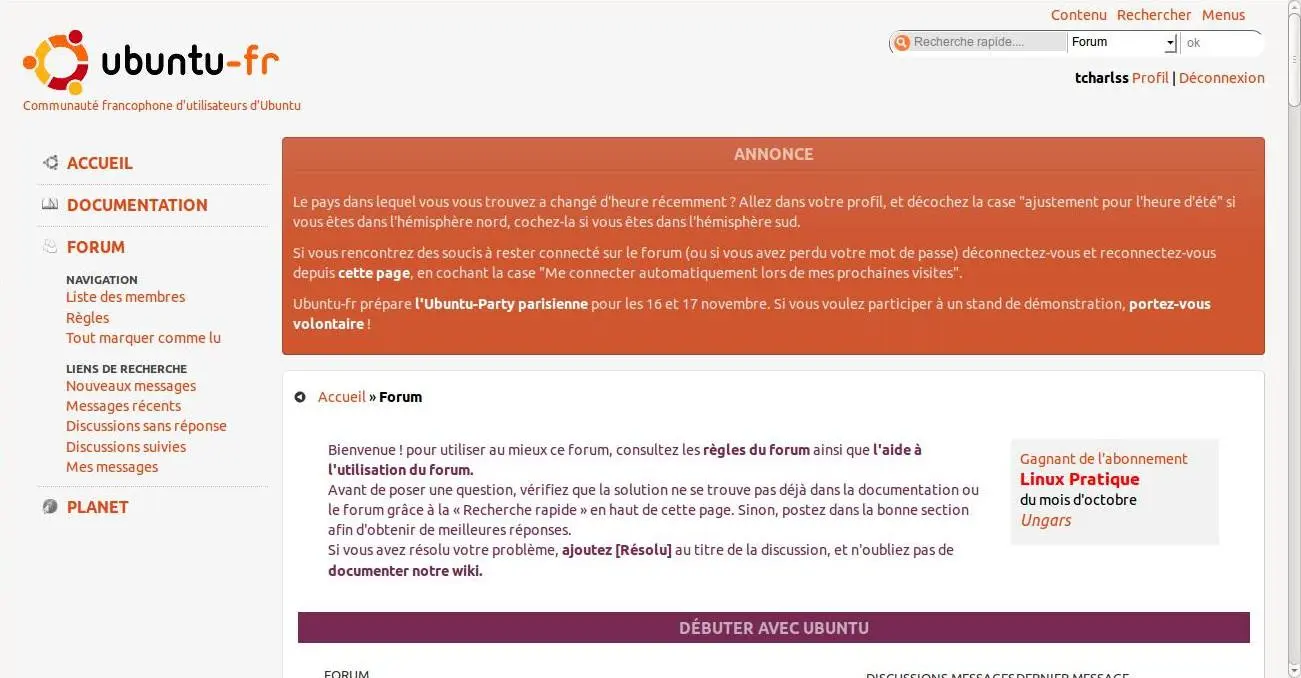 Contenu Rechercher Menus
ubuntu-fr
Communauté francophone d'utilisateurs d'Ubuntu
Recherche rapide.... Forum ok
tcharlss Profil | Déconnexion
ACCUEIL
DOCUMENTATION
FORUM
NAVIGATION
Liste des membres
Règles
Tout marquer comme lu
LIENS DE RECHERCHE
Nouveaux messages
Messages récents
Discussions sans réponse
Discussions suivies
Mes messages
PLANET
ANNONCE
Le pays dans lequel vous vous trouvez a changé d'heure récemment ? Allez dans votre profil, et décochez la case "ajustement pour l'heure d'été" si
vous êtes dans l'hémisphère nord, cochez-la si vous êtes dans l'hémisphère sud.
Si vous rencontrez des soucis à rester connecté sur le forum (ou si vous avez perdu votre mot de passe) déconnectez-vous et reconnectez-vous
depuis cette page, en cochant la case "Me connecter automatiquement lors de mes prochaines visites".
Ubuntu-fr prépare l'Ubuntu-Party parisienne pour les 16 et 17 novembre. Si vous voulez participer à un stand de démonstration, portez-vous
volontaire !
Accueil » Forum
Bienvenue ! pour utiliser au mieux ce forum, consultez les règles du forum ainsi que l'aide à
l'utilisation du forum.
Avant de poser une question, vérifiez que la solution ne se trouve pas déjà dans la documentation ou
le forum grâce à la « Recherche rapide » en haut de cette page. Sinon, postez dans la bonne section
afin d'obtenir de meilleures réponses.
Si vous avez résolu votre problème, ajoutez [Résolu] au titre de la discussion, et n'oubliez pas de
documenter notre wiki.
Gagnant de l'abonnement
Linux Pratique
du mois d'octobre
Ungars
DÉBUTER AVEC UBUNTU
FORUM DISCUSSIONS MESSAGES DERNIER MESSAGE